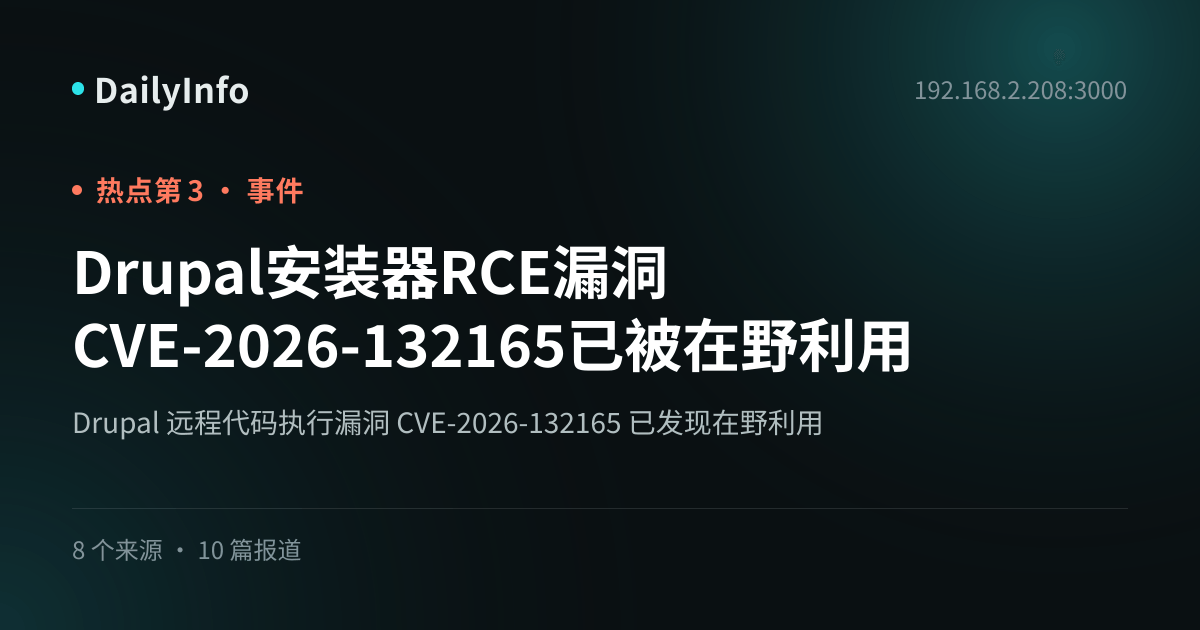 DailyInfo
192.168.2.208:3000
热点第 3 · 事件
Drupal安装器RCE漏洞
CVE-2026-132165已被在野利用
Drupal 远程代码执行漏洞 CVE-2026-132165 已发现在野利用
8 个来源 · 10 篇报道